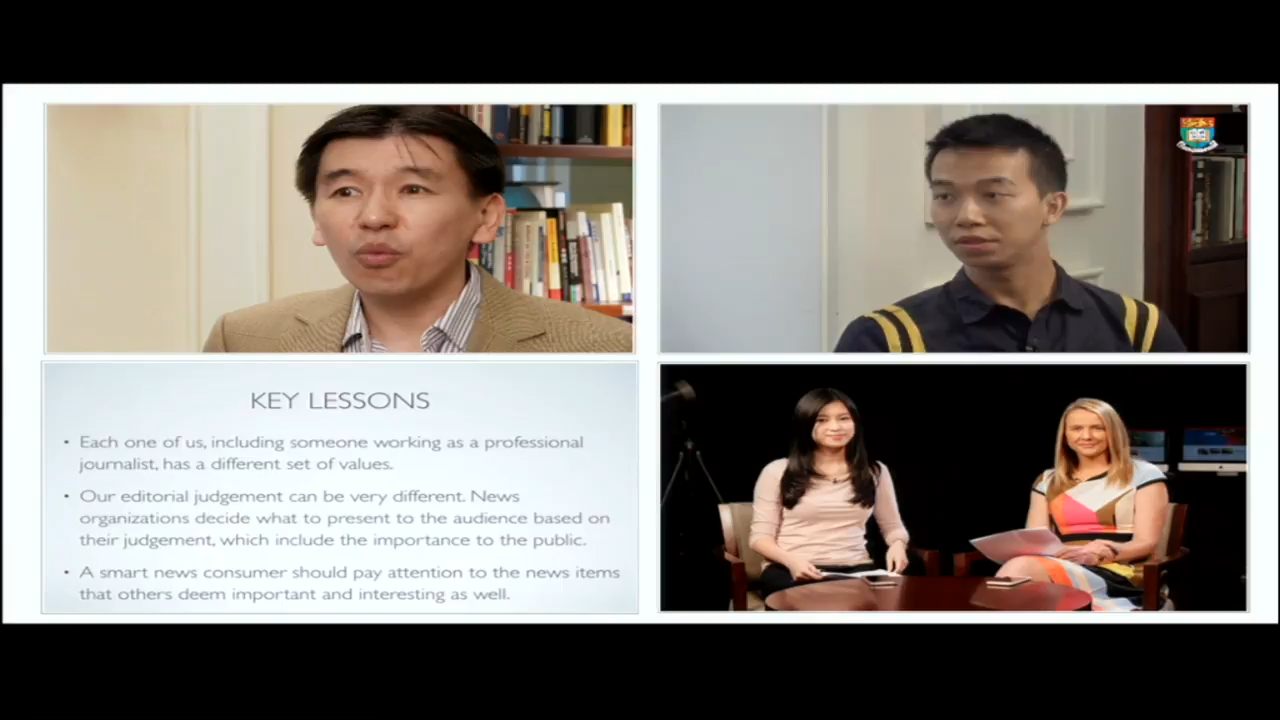 KEY LESSONS
• Each one of us, including someone working as a professional
journalist, has a different set of values.
• Our editorial judgement can be very different. News
organizations decide what to present to the audience based on
their judgement, which include the importance to the public.
• A smart news consumer should pay attention to the news items
that others deem important and interesting as well.